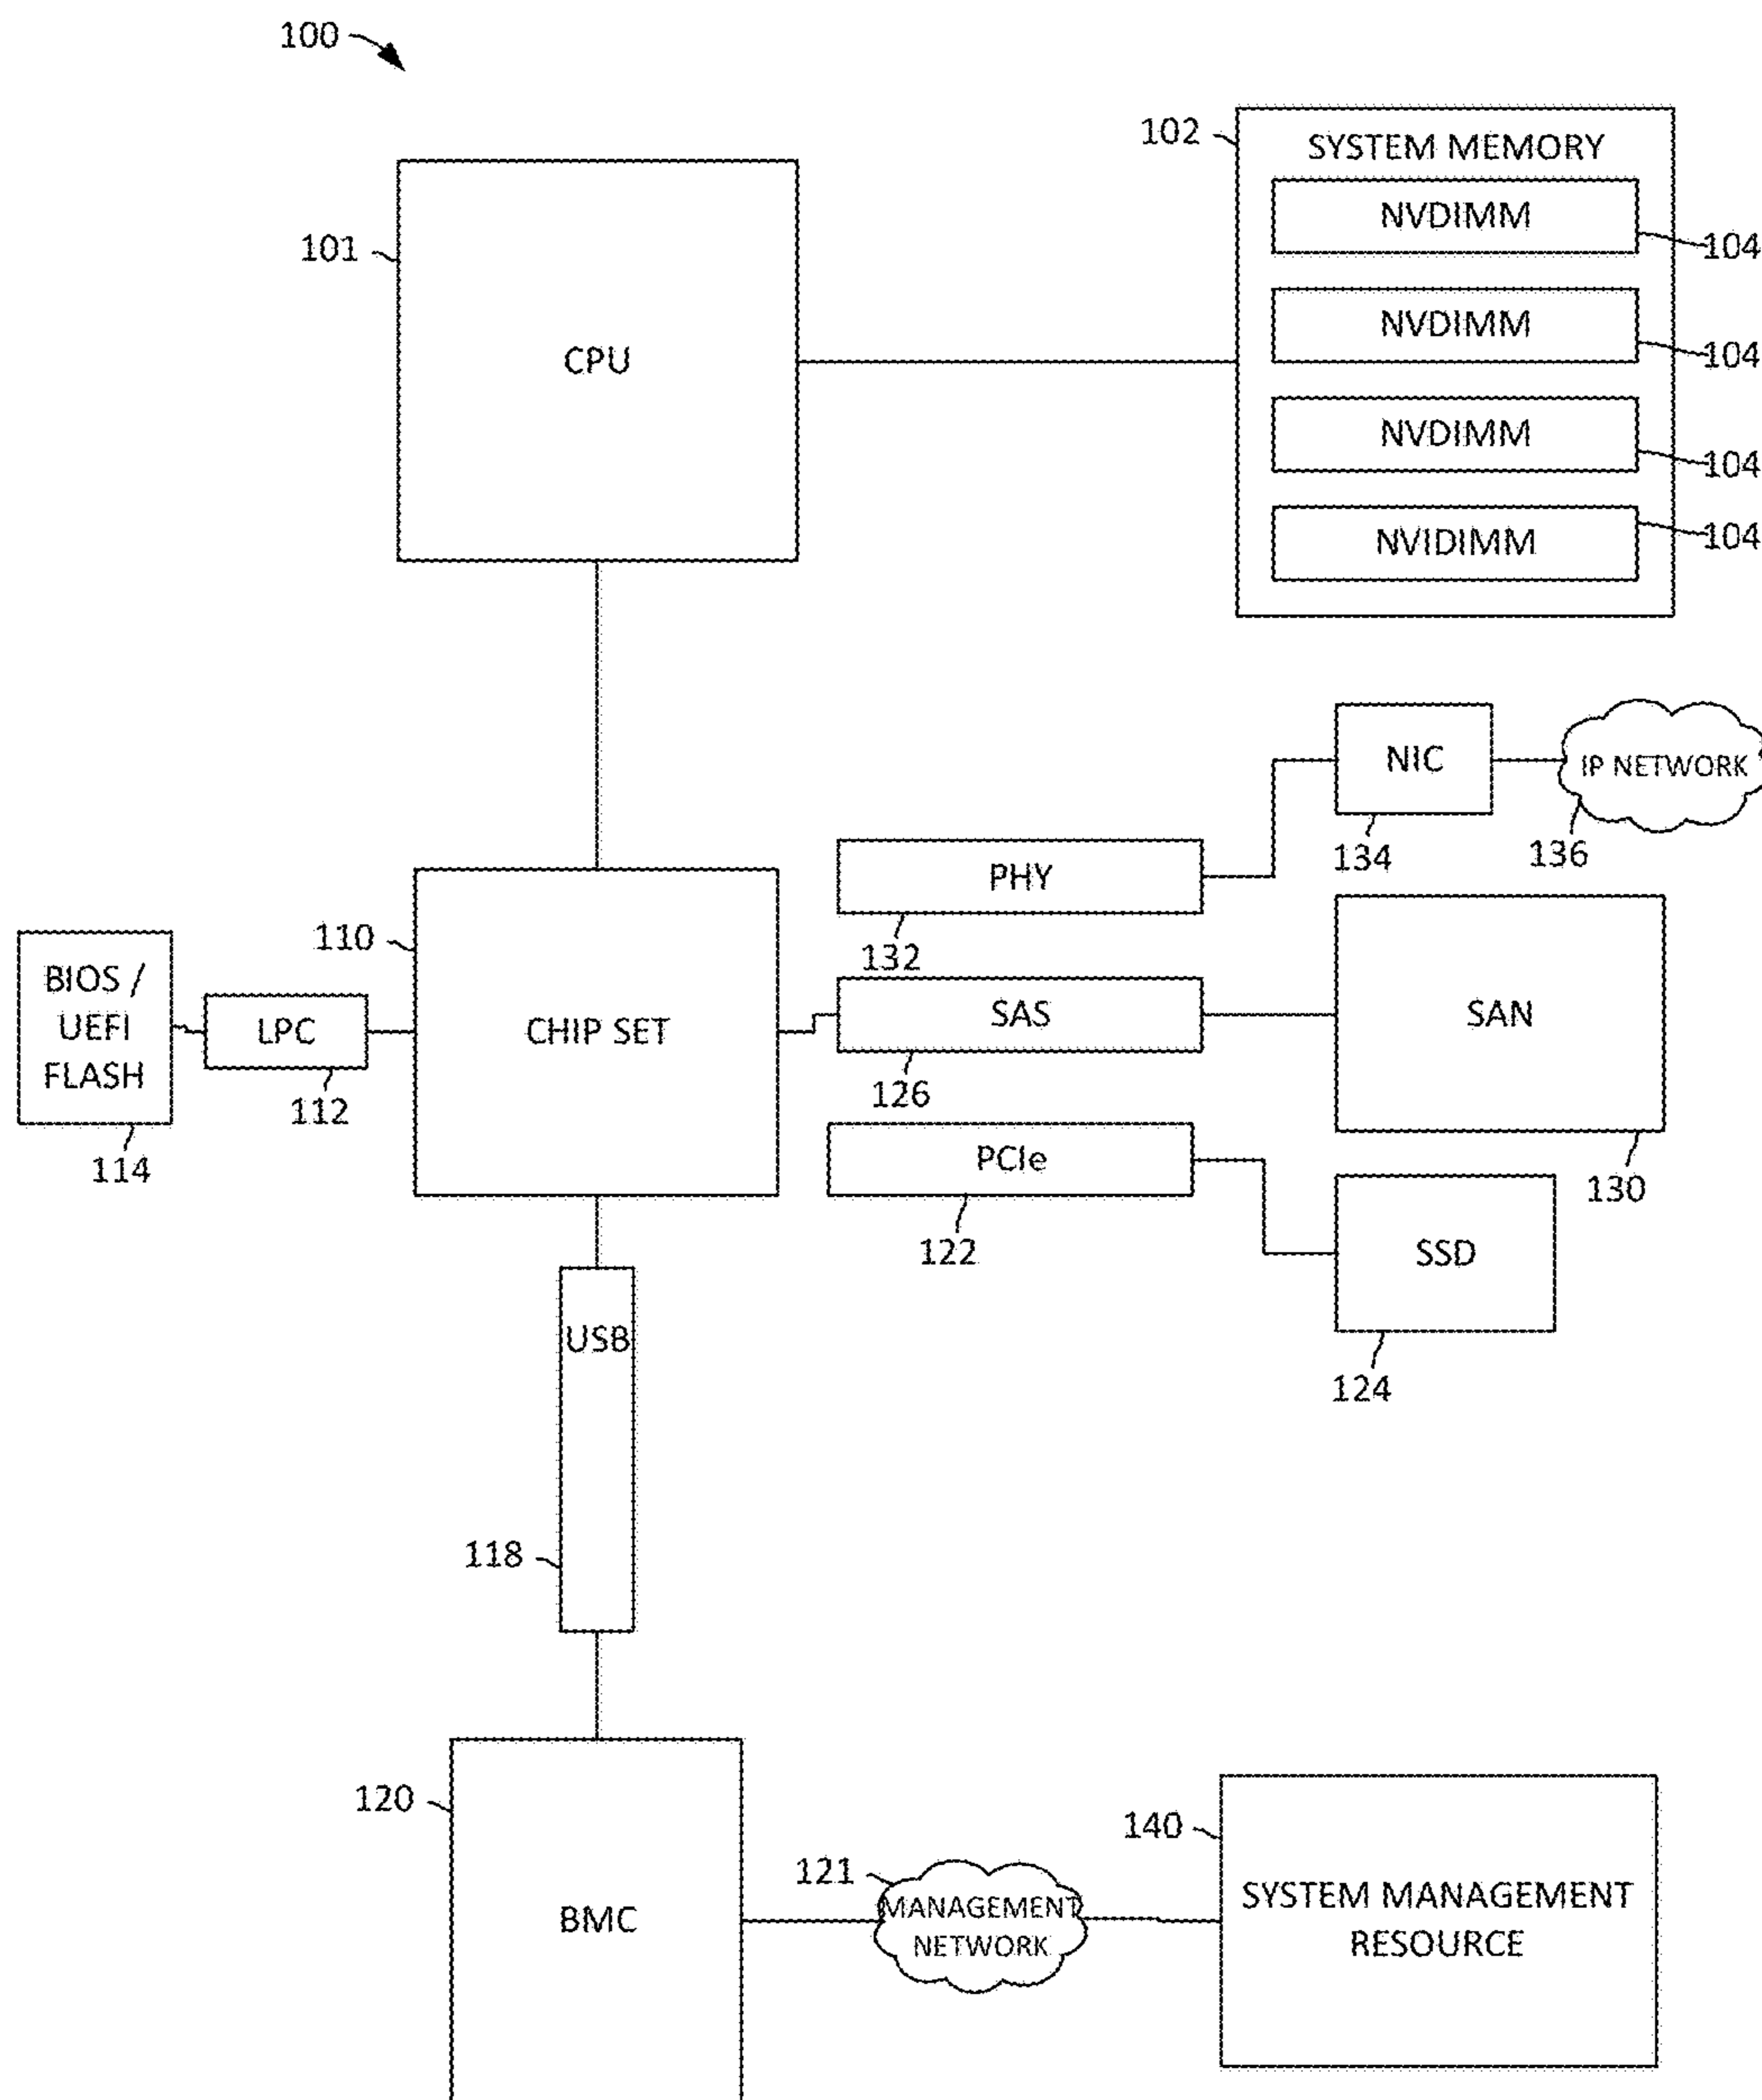 100
102
SYSTEM MEMORY
NVDIMM
104
101
CPU
NVDIMM
104
NVDIMM
104
NVIDIMM
104
NIC
IP NETWORK
134
136
PHY
132
110
BIOS /
UEFI
FLASH
LPC
CHIP SET
SAS
SAN
112
126
114
PCIe
130
122
SSD
124
USB
118
120
140
121
MANAGEMENT
NETWORK
BMC
SYSTEM MANAGEMENT
RESOURCE